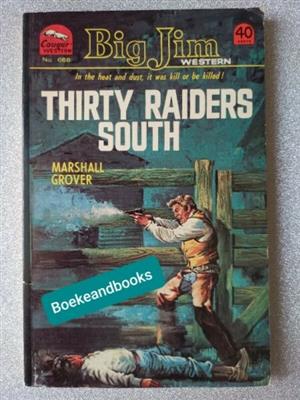 Cougar
WESTERN
No. 068
Big Jim
WESTERN
40
CENTS
In the heat and dust, it was kill or be killed!
THIRTY RAIDERS
SOUTH
MARSHALL
GROVER
Boekeandbooks